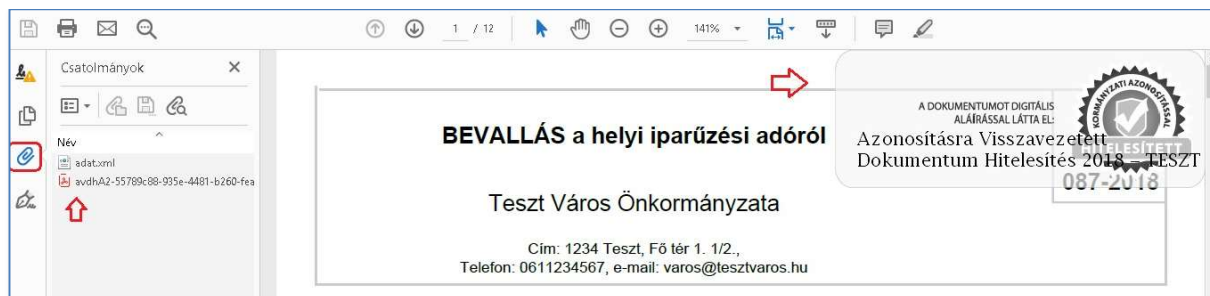 1 / 12
141%
Csatolmányok
Név
adat.xml
avdhA2-55789c88-935e-4481-b260-fea
BEVALLÁS a helyi iparűzési adóról
Teszt Város Önkormányzata
Cím: 1234 Teszt, Fő tér 1. 1/2.,
Telefon: 0611234567, e-mail: varos@tesztvaros.hu
A DOKUMENTUMOT DIGITÁLIS
ALÁÍRÁSSAL LÁTTA EL:
Azonosításra Visszavezetett
Dokumentum Hitelesítés 2018 – TESZT
KORMÁNYZATI AZONOSÍTÁSSAL
HITELESÍTETT
087-2018